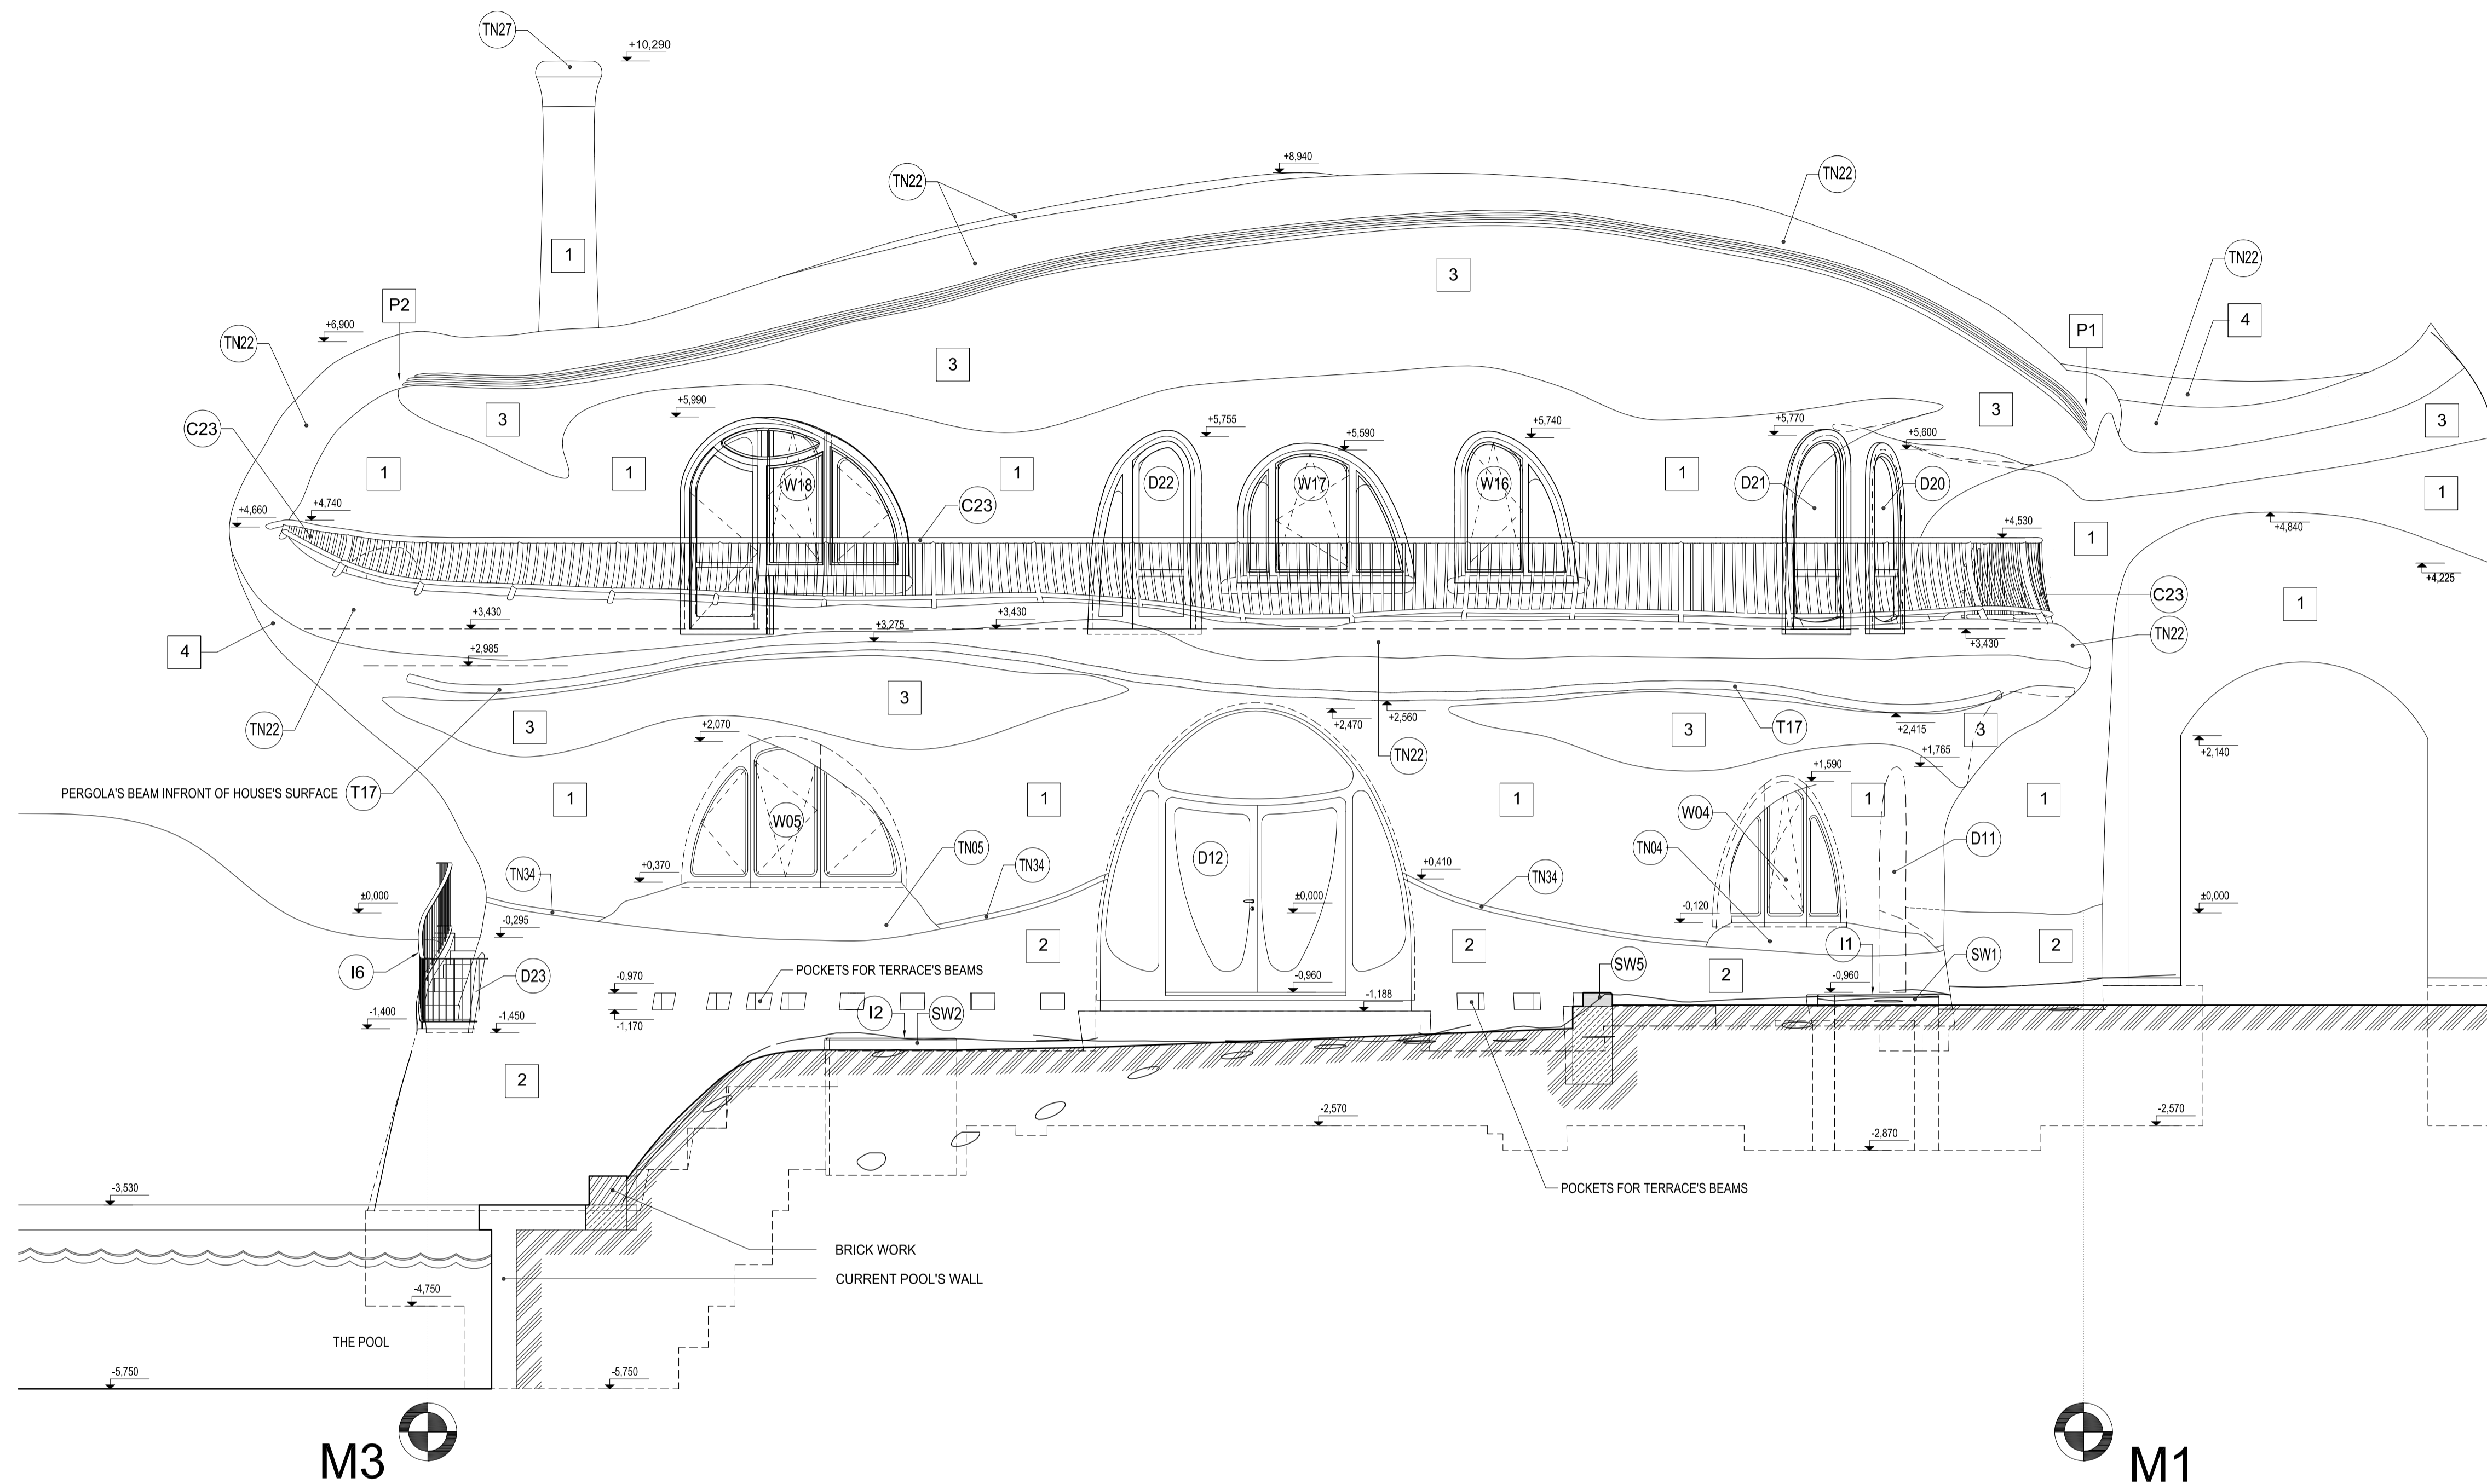 TN27
+10,290
+8,940
TN22
TN22
1
3
TN22
4
P2
P1
+6,900
TN22
3
3
3
3
+5,990
+5,755
+5,590
+5,740
+5,770
+5,600
C23
1
1
W18
1
D22
W17
W16
1
D21
D20
1
C23
+4,740
+4,660
+4,530
+4,840
1
+4,225
C23
1
+3,430
+3,275
+3,430
TN22
4
+2,985
+3,430
3
3
TN22
+2,070
+2,470
+2,560
3
T17
+2,415
3
TN22
+1,765
+2,140
PERGOLA'S BEAM INFRONT OF HOUSE'S SURFACE
T17
1
1
1
+1,590
1
1
W05
W04
D12
TN05
TN34
TN34
+0,370
+0,410
TN34
TN04
D11
±0,000
±0,000
-0,120
±0,000
-0,295
2
2
I1
2
I6
D23
-0,970
POCKETS FOR TERRACE'S BEAMS
-0,960
SW5
2
-0,960
SW1
-1,400
-1,450
-1,170
I2
SW2
-1,188
2
-2,570
-2,570
-2,870
-3,530
POCKETS FOR TERRACE'S BEAMS
BRICK WORK
CURRENT POOL'S WALL
-4,750
THE POOL
-5,750
-5,750
M3
M1